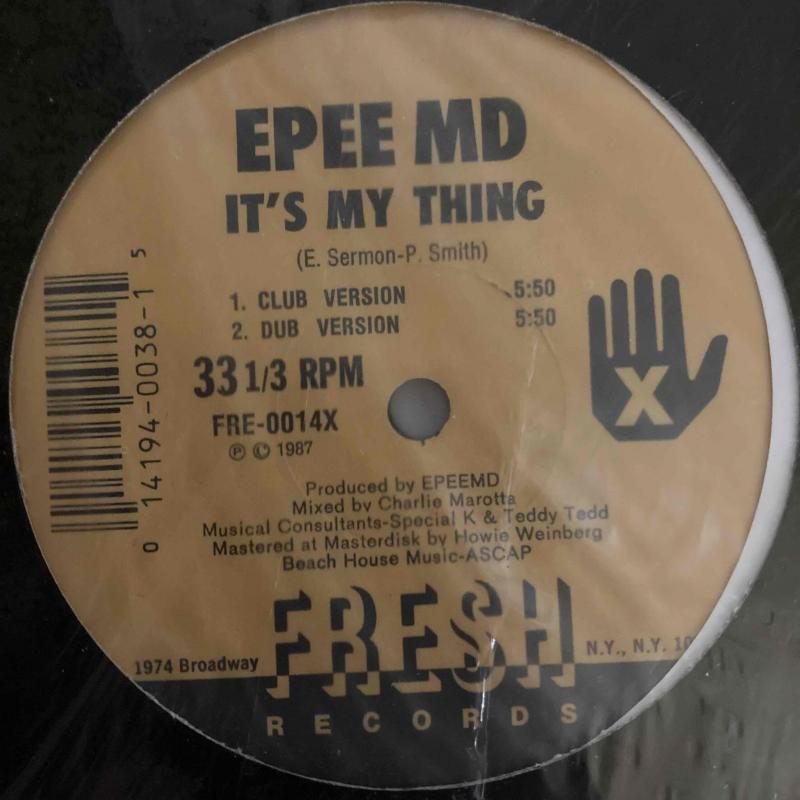 EPEE MD
IT'S MY THING
(E. Sermon-P. Smith)
1. CLUB VERSION 5:50
2. DUB VERSION 5:50
33 1/3 RPM
FRE-0014X
℗ © 1987
X
0 14194-0038-1 5
Produced by EPEEMD
Mixed by Charlie Marotta
Musical Consultants-Special K & Teddy Tedd
Mastered at Masterdisk by Howie Weinberg
Beach House Music-ASCAP
1974 Broadway FRESH N.Y., N.Y. 10
RECORDS